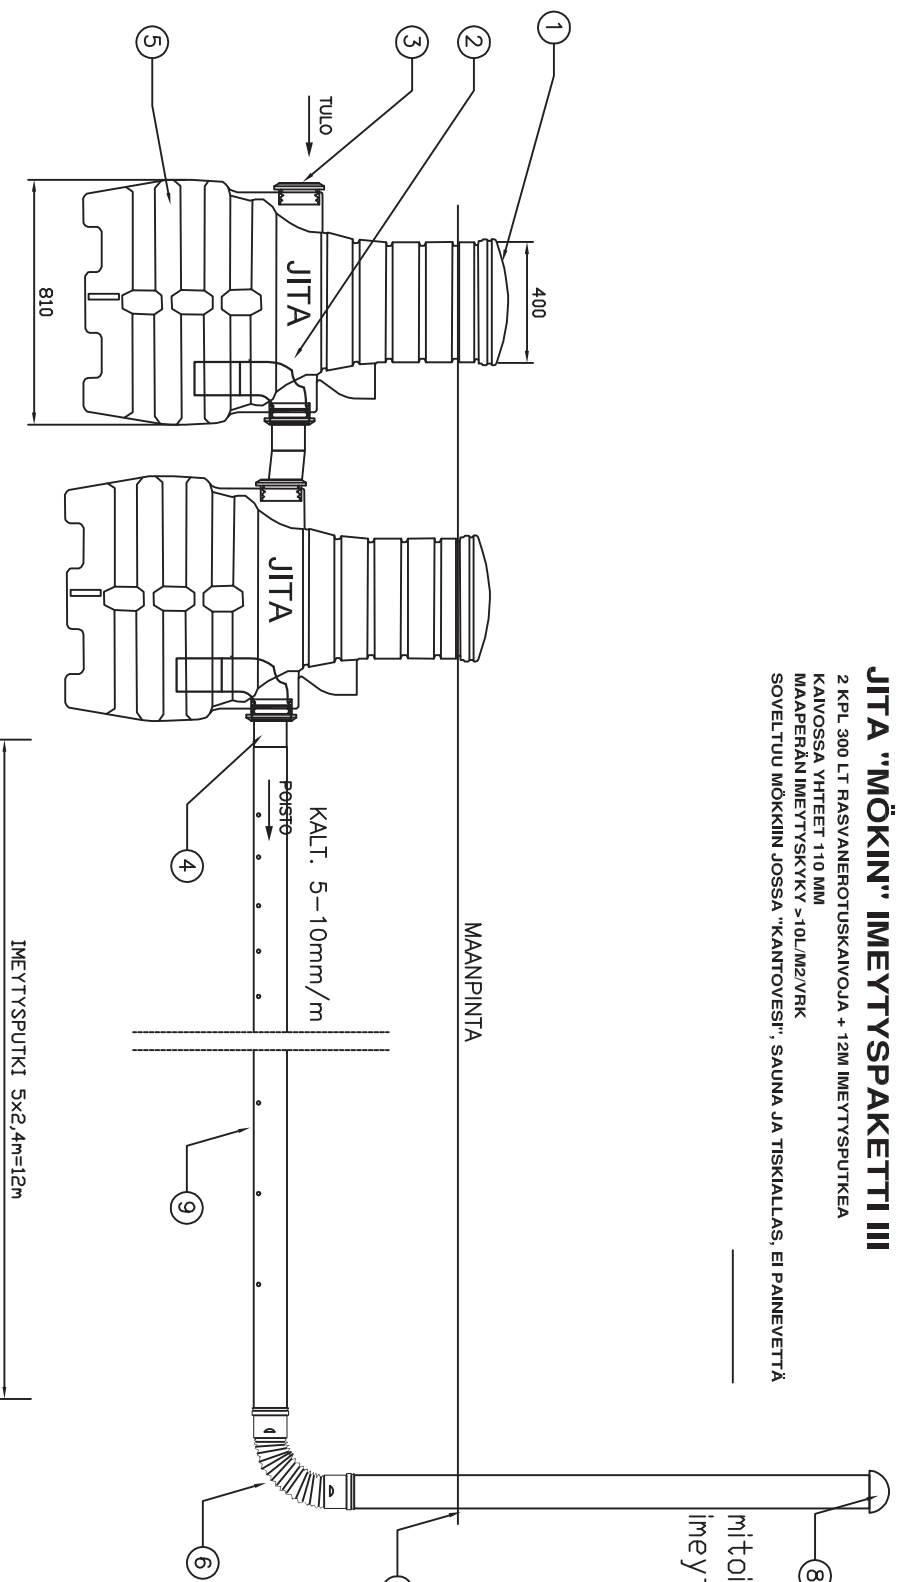 JITA "MÖKIN" IMEYTYSPAKETTI III
2 KPL 300 LT RASVANEROTUSKAIVOJA + 12M IMEYTYSPUTKEA
KAIVOSSA YHTEET 110 MM
MAAPERÄN IMEYTYSKYKY >10L/M2/VRK
SOVELTUU MÖKKIIN JOSSA "KANTOVESI", SAUNA JA TISKIALLAS, EI PAINEVETTÄ
1
2
3
5
400
TULO
JITA
810
JITA
MAANPINTA
KALT. 5-10mm/m
POISTO
4
9
IMEYTYSPUTKI 5x2,4m=12m
6
8